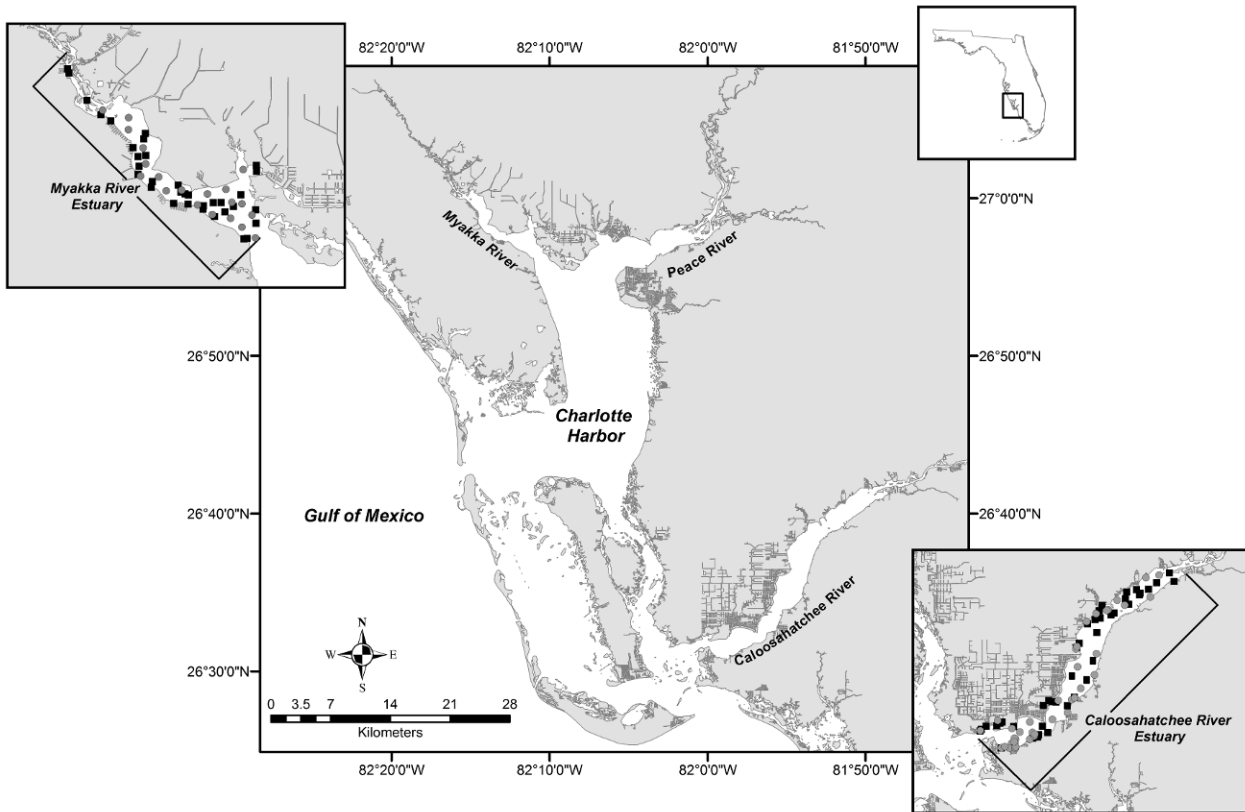 82°20'0"W
82°10'0"W
82°0'0"W
81°50'0"W
Myakka River
Estuary
27°0'0"N
Myakka River
Peace River
26°50'0"N
26°50'0"N
Charlotte
Harbor
Gulf of Mexico
26°40'0"N
26°40'0"N
Caloosahatchee River
26°30'0"N
N
W
E
S
0
3.5
7
14
21
28
Kilometers
Caloosahatchee River
Estuary
82°20'0"W
82°10'0"W
82°0'0"W
81°50'0"W